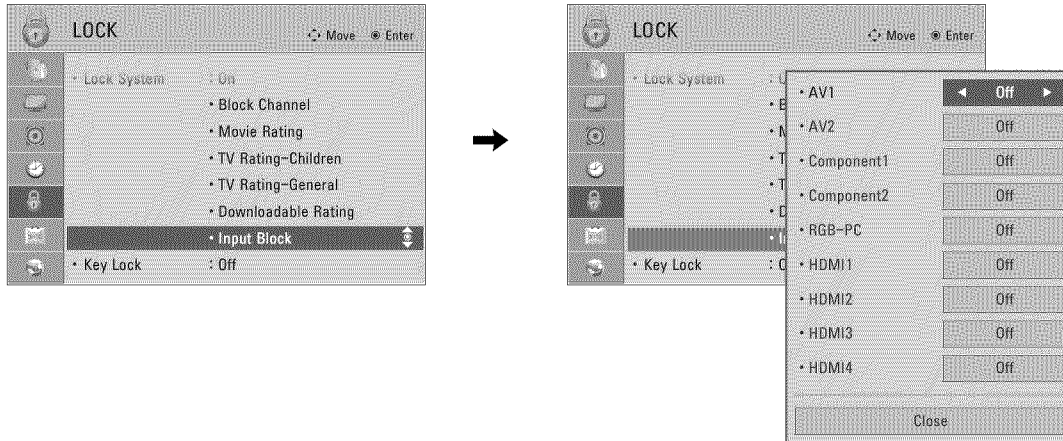 LOCK
Move Enter
• Lock System : On
• Block Channel
• Movie Rating
• TV Rating-Children
• TV Rating-General
• Downloadable Rating
• Input Block
• Key Lock : Off
LOCK
Move Enter
• Lock System
• Key Lock
• AV1 ◄ Off ►
• AV2 Off
• Component1 Off
• Component2 Off
• RGB-PC Off
• HDMI1 Off
• HDMI2 Off
• HDMI3 Off
• HDMI4 Off
Close